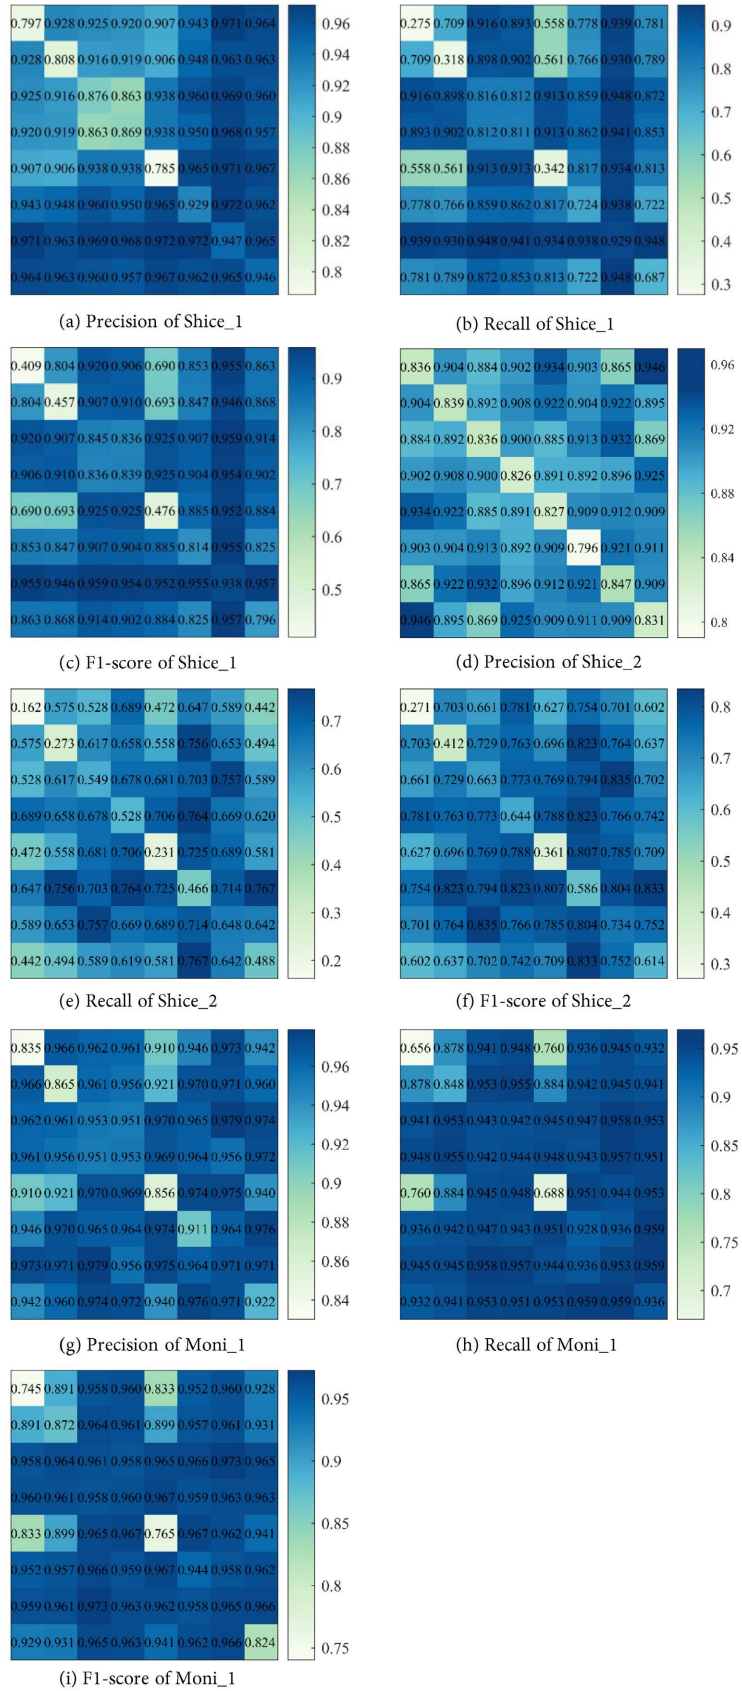 0.797 0.928 0.925 0.920 0.907 0.943 0.971 0.964
0.928 0.808 0.916 0.919 0.906 0.948 0.963 0.963
0.925 0.916 0.876 0.863 0.938 0.960 0.969 0.960
0.920 0.919 0.863 0.869 0.938 0.950 0.968 0.957
0.907 0.906 0.938 0.938 0.785 0.965 0.971 0.967
0.943 0.948 0.960 0.950 0.965 0.929 0.972 0.962
0.971 0.963 0.969 0.968 0.972 0.972 0.947 0.965
0.964 0.963 0.960 0.957 0.967 0.962 0.965 0.946
0.96
0.94
0.92
0.9
0.88
0.86
0.84
0.82
0.8
(a) Precision of Shice_1
0.275 0.709 0.916 0.893 0.558 0.778 0.939 0.781
0.709 0.318 0.898 0.902 0.561 0.766 0.930 0.789
0.916 0.898 0.816 0.812 0.913 0.859 0.948 0.872
0.893 0.902 0.812 0.811 0.913 0.862 0.941 0.853
0.558 0.561 0.913 0.913 0.342 0.817 0.934 0.813
0.778 0.766 0.859 0.862 0.817 0.724 0.938 0.722
0.939 0.930 0.948 0.941 0.934 0.938 0.929 0.948
0.781 0.789 0.872 0.853 0.813 0.722 0.948 0.687
0.9
0.8
0.7
0.6
0.5
0.4
0.3
(b) Recall of Shice_1
0.409 0.804 0.920 0.906 0.690 0.853 0.955 0.863
0.804 0.457 0.907 0.910 0.693 0.847 0.946 0.868
0.920 0.907 0.845 0.836 0.925 0.907 0.959 0.914
0.906 0.910 0.836 0.839 0.925 0.904 0.954 0.902
0.690 0.693 0.925 0.925 0.476 0.885 0.952 0.884
0.853 0.847 0.907 0.904 0.885 0.814 0.955 0.825
0.955 0.946 0.959 0.954 0.952 0.955 0.938 0.957
0.863 0.868 0.914 0.902 0.884 0.825 0.957 0.796
0.9
0.8
0.7
0.6
0.5
(c) F1-score of Shice_1
0.836 0.904 0.884 0.902 0.934 0.903 0.865 0.946
0.904 0.839 0.892 0.908 0.922 0.904 0.922 0.895
0.884 0.892 0.836 0.900 0.885 0.913 0.932 0.869
0.902 0.908 0.900 0.826 0.891 0.892 0.896 0.925
0.934 0.922 0.885 0.891 0.827 0.909 0.912 0.909
0.903 0.904 0.913 0.892 0.909 0.796 0.921 0.911
0.865 0.922 0.932 0.896 0.912 0.921 0.847 0.909
0.946 0.895 0.869 0.925 0.909 0.911 0.909 0.831
0.96
0.92
0.88
0.84
0.8
(d) Precision of Shice_2
0.162 0.575 0.528 0.689 0.472 0.647 0.589 0.442
0.575 0.273 0.617 0.658 0.558 0.756 0.653 0.494
0.528 0.617 0.549 0.678 0.681 0.703 0.757 0.589
0.689 0.658 0.678 0.528 0.706 0.764 0.669 0.620
0.472 0.558 0.681 0.706 0.231 0.725 0.689 0.581
0.647 0.756 0.703 0.764 0.725 0.466 0.714 0.767
0.589 0.653 0.757 0.669 0.689 0.714 0.648 0.642
0.442 0.494 0.589 0.619 0.581 0.767 0.642 0.488
0.7
0.6
0.5
0.4
0.3
0.2
(e) Recall of Shice_2
0.271 0.703 0.661 0.781 0.627 0.754 0.701 0.602
0.703 0.412 0.729 0.763 0.696 0.823 0.764 0.637
0.661 0.729 0.663 0.773 0.769 0.794 0.835 0.702
0.781 0.763 0.773 0.644 0.788 0.823 0.766 0.742
0.627 0.696 0.769 0.788 0.361 0.807 0.785 0.709
0.754 0.823 0.794 0.823 0.807 0.586 0.804 0.833
0.701 0.764 0.835 0.766 0.785 0.804 0.734 0.752
0.602 0.637 0.702 0.742 0.709 0.833 0.752 0.614
0.8
0.7
0.6
0.5
0.4
0.3
(f) F1-score of Shice_2
0.835 0.966 0.962 0.961 0.910 0.946 0.973 0.942
0.966 0.865 0.961 0.956 0.921 0.970 0.971 0.960
0.962 0.961 0.953 0.951 0.970 0.965 0.979 0.974
0.961 0.956 0.951 0.953 0.969 0.964 0.956 0.972
0.910 0.921 0.970 0.969 0.856 0.974 0.975 0.940
0.946 0.970 0.965 0.964 0.974 0.911 0.964 0.976
0.973 0.971 0.979 0.956 0.975 0.964 0.971 0.971
0.942 0.960 0.974 0.972 0.940 0.976 0.971 0.922
0.96
0.94
0.92
0.9
0.88
0.86
0.84
(g) Precision of Moni_1
0.656 0.878 0.941 0.948 0.760 0.936 0.945 0.932
0.878 0.848 0.953 0.955 0.884 0.942 0.945 0.941
0.941 0.953 0.943 0.942 0.945 0.947 0.958 0.953
0.948 0.955 0.942 0.944 0.948 0.943 0.957 0.951
0.760 0.884 0.945 0.948 0.688 0.951 0.944 0.953
0.936 0.942 0.947 0.943 0.951 0.928 0.936 0.959
0.945 0.945 0.958 0.957 0.944 0.936 0.953 0.959
0.932 0.941 0.953 0.951 0.953 0.959 0.959 0.936
0.95
0.9
0.85
0.8
0.75
0.7
(h) Recall of Moni_1
0.745 0.891 0.958 0.960 0.833 0.952 0.960 0.928
0.891 0.872 0.964 0.961 0.899 0.957 0.961 0.931
0.958 0.964 0.961 0.958 0.965 0.966 0.973 0.965
0.960 0.961 0.958 0.960 0.967 0.959 0.963 0.963
0.833 0.899 0.965 0.967 0.765 0.967 0.962 0.941
0.952 0.957 0.966 0.959 0.967 0.944 0.958 0.962
0.959 0.961 0.973 0.963 0.962 0.958 0.965 0.966
0.929 0.931 0.965 0.963 0.941 0.962 0.966 0.824
0.95
0.9
0.85
0.8
0.75
(i) F1-score of Moni_1